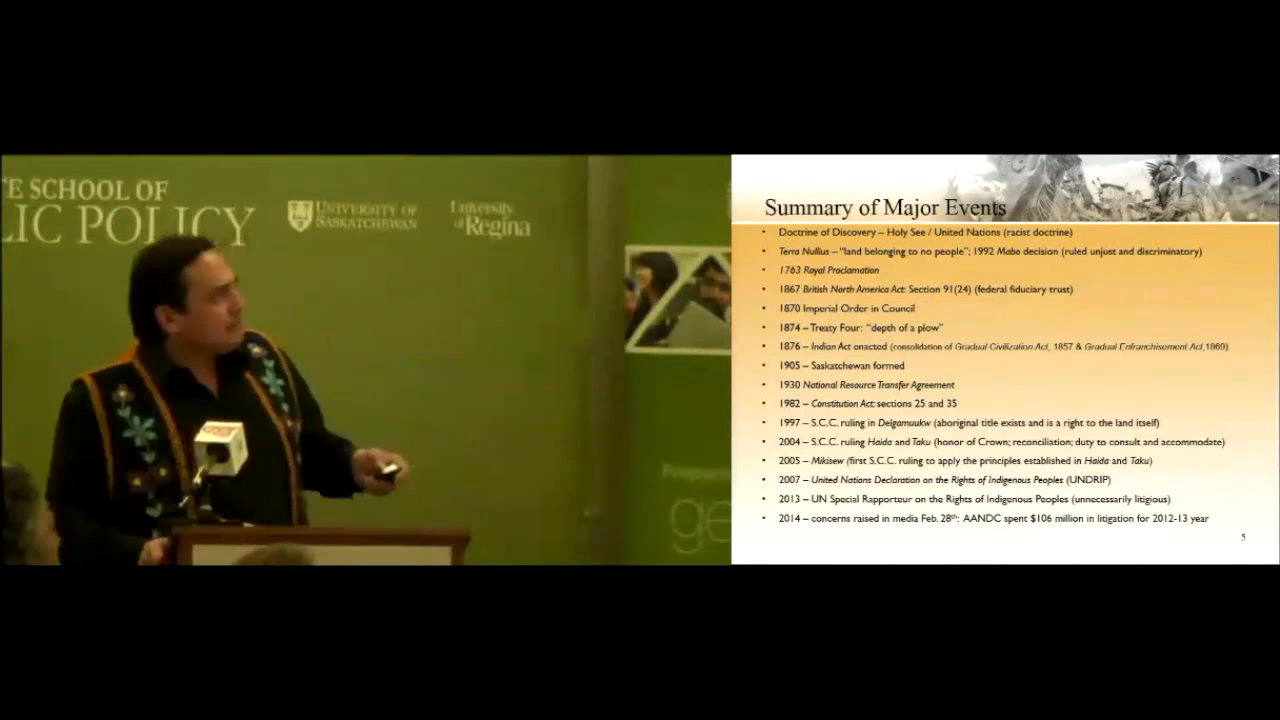 E SCHOOL OF
LIC POLICY
UNIVERSITY OF
SASKATCHEWAN
University
of Regina
ge
Summary of Major Events
• Doctrine of Discovery – Holy See / United Nations (racist doctrine)
• Terra Nullius – “land belonging to no people”; 1992 Mabo decision (ruled unjust and discriminatory)
• 1763 Royal Proclamation
• 1867 British North America Act: Section 91(24) (federal fiduciary trust)
• 1870 Imperial Order in Council
• 1874 – Treaty Four: “depth of a plow”
• 1876 – Indian Act enacted (consolidation of Gradual Civilization Act, 1857 & Gradual Enfranchisement Act,1869)
• 1905 – Saskatchewan formed
• 1930 National Resource Transfer Agreement
• 1982 – Constitution Act: sections 25 and 35
• 1997 – S.C.C. ruling in Delgamuukw (aboriginal title exists and is a right to the land itself)
• 2004 – S.C.C. ruling Haida and Taku (honor of Crown; reconciliation; duty to consult and accommodate)
• 2005 – Mikisew (first S.C.C. ruling to apply the principles established in Haida and Taku)
• 2007 – United Nations Declaration on the Rights of Indigenous Peoples (UNDRIP)
• 2013 – UN Special Rapporteur on the Rights of Indigenous Peoples (unnecessarily litigious)
• 2014 – concerns raised in media Feb. 28th: AANDC spent $106 million in litigation for 2012-13 year
5